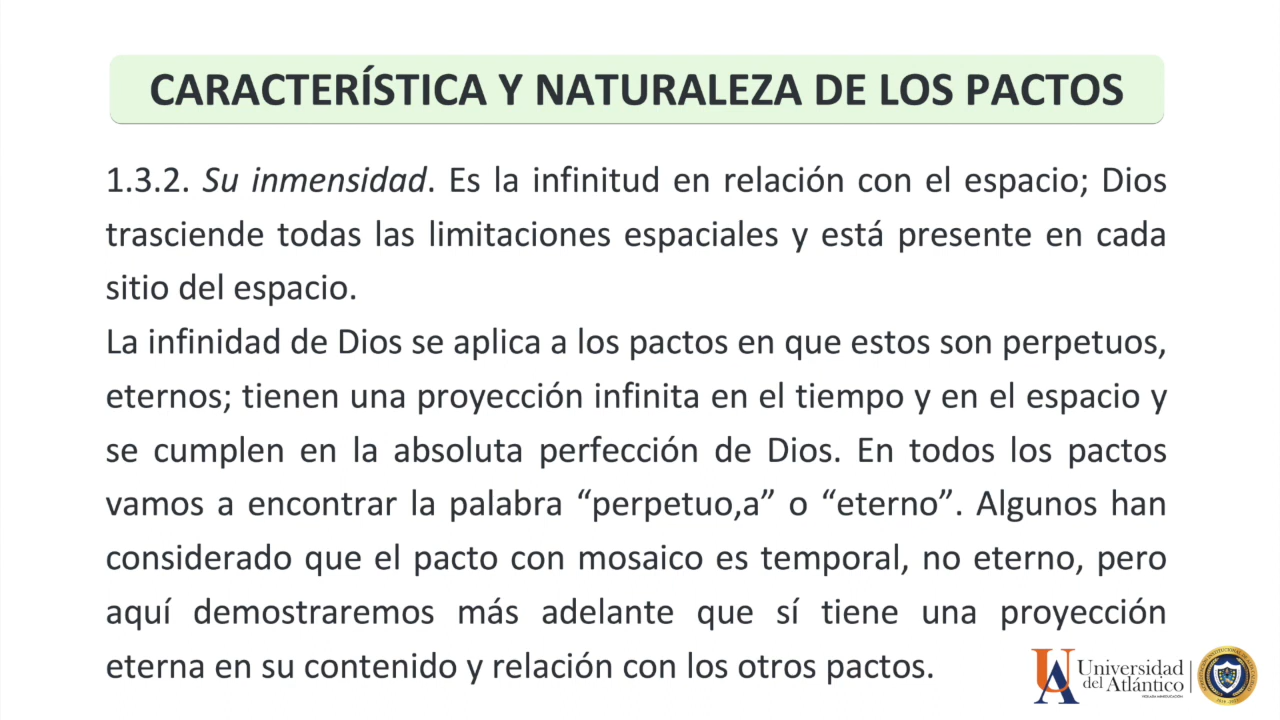 CARACTERÍSTICA Y NATURALEZA DE LOS PACTOS
1.3.2. Su inmensidad. Es la infinitud en relación con el espacio; Dios
trasciende todas las limitaciones espaciales y está presente en cada
sitio del espacio.
La infinidad de Dios se aplica a los pactos en que estos son perpetuos,
eternos; tienen una proyección infinita en el tiempo y en el espacio y
se cumplen en la absoluta perfección de Dios. En todos los pactos
vamos a encontrar la palabra “perpetuo,a” o “eterno”. Algunos han
considerado que el pacto con mosaico es temporal, no eterno, pero
aquí demostraremos más adelante que sí tiene una proyección
eterna en su contenido y relación con los otros pactos.
Universidad
del Atlántico